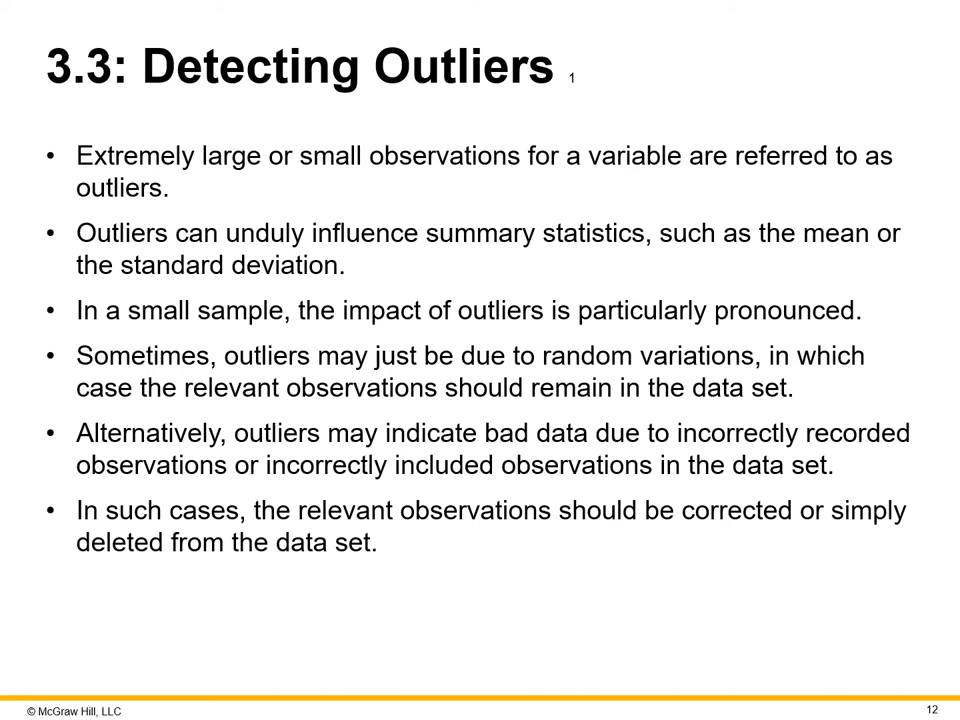 3.3: Detecting Outliers 1
• Extremely large or small observations for a variable are referred to as
outliers.
• Outliers can unduly influence summary statistics, such as the mean or
the standard deviation.
• In a small sample, the impact of outliers is particularly pronounced.
• Sometimes, outliers may just be due to random variations, in which
case the relevant observations should remain in the data set.
• Alternatively, outliers may indicate bad data due to incorrectly recorded
observations or incorrectly included observations in the data set.
• In such cases, the relevant observations should be corrected or simply
deleted from the data set.
© McGraw Hill, LLC
12